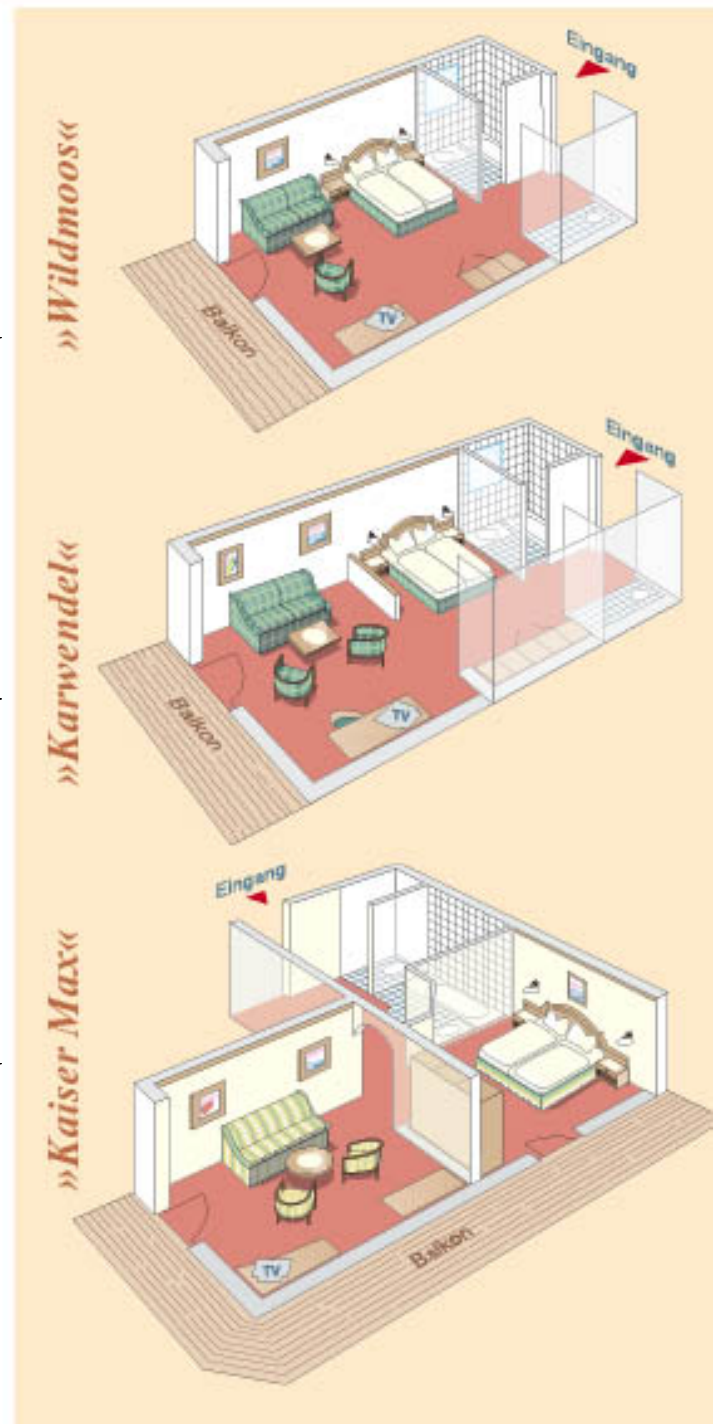 »Wildmoos«
Eingang
Balkon
TV
»Karwendel«
Eingang
Balkon
TV
»Kaiser Max«
Eingang
TV
Balkon